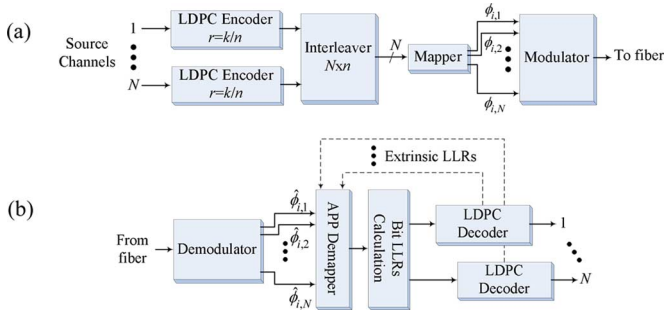 (a)
Source
Channels
1
N
LDPC Encoder
r=k/n
LDPC Encoder
r=k/n
Interleaver
Nxn
N
Mapper
ϕi,1
ϕi,2
ϕi,N
Modulator
To fiber
(b)
From
fiber
Demodulator
ϕ̂i,1
ϕ̂i,2
ϕ̂i,N
APP Demapper
Bit LLRs
Calculation
Extrinsic LLRs
LDPC
Decoder
1
LDPC
Decoder
N